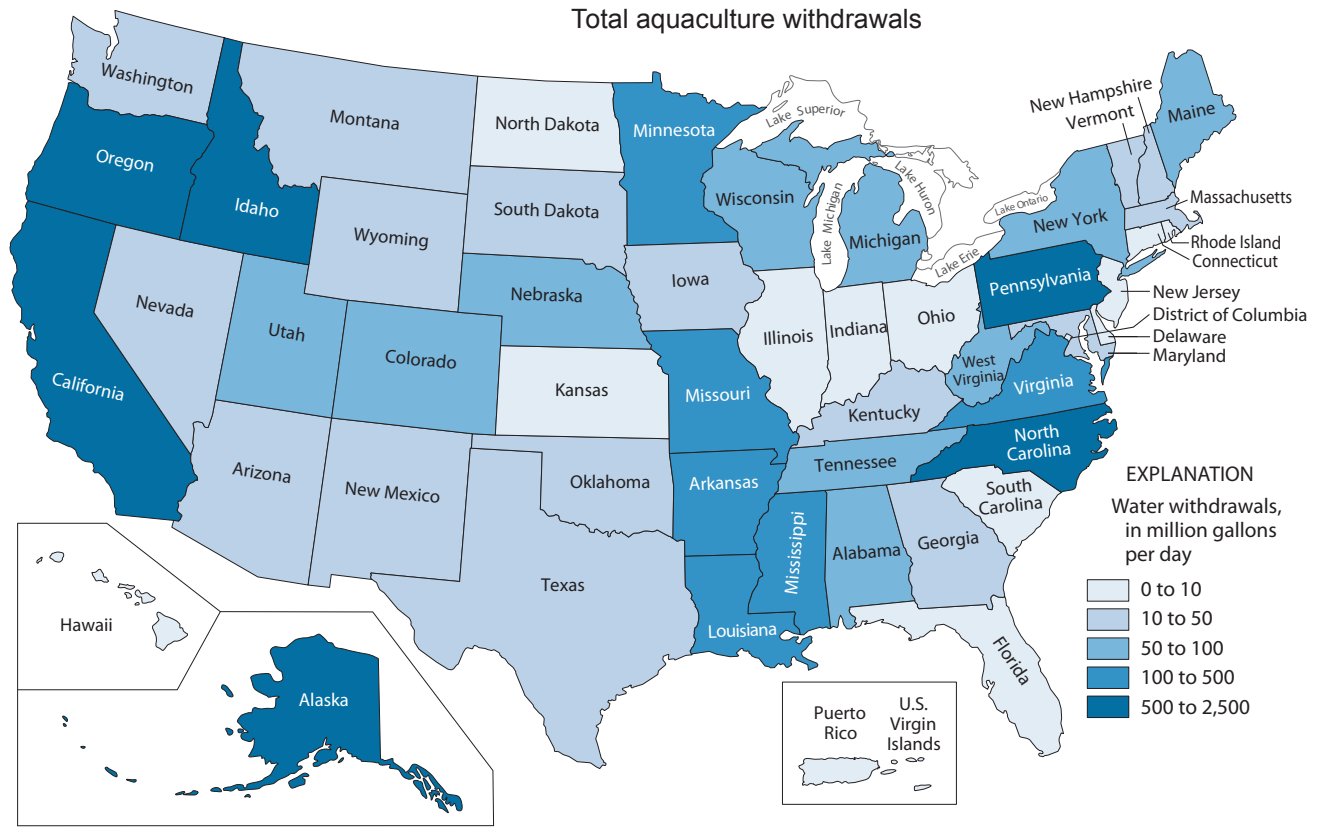 Total aquaculture withdrawals
Washington
Oregon
California
Idaho
Nevada
Montana
Wyoming
Utah
Colorado
Arizona
New Mexico
North Dakota
South Dakota
Nebraska
Kansas
Oklahoma
Texas
Minnesota
Iowa
Missouri
Arkansas
Louisiana
Wisconsin
Illinois
Indiana
Michigan
Ohio
Kentucky
Tennessee
Mississippi
Alabama
Georgia
Florida
South
Carolina
North
Carolina
Virginia
West
Virginia
Pennsylvania
New York
Maine
New Hampshire
Vermont
Massachusetts
Rhode Island
Connecticut
New Jersey
District of Columbia
Delaware
Maryland
Lake Superior
Lake Michigan
Lake Huron
Lake Erie
Lake Ontario
Hawaii
Alaska
Puerto
Rico
U.S.
Virgin
Islands
EXPLANATION
Water withdrawals,
in million gallons
per day
0 to 10
10 to 50
50 to 100
100 to 500
500 to 2,500